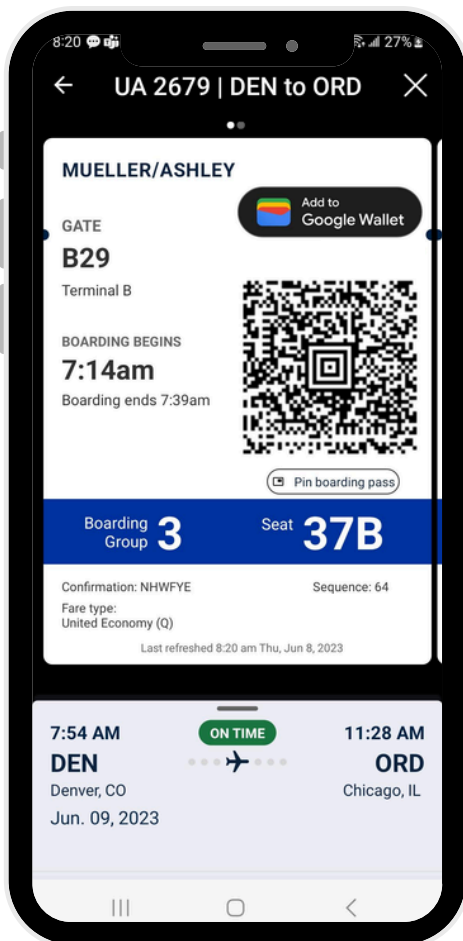 8:20
27%
UA 2679 | DEN to ORD
MUELLER/ASHLEY
Add to
Google Wallet
GATE
B29
Terminal B
BOARDING BEGINS
7:14am
Boarding ends 7:39am
Pin boarding pass
Boarding
Group 3
Seat 37B
Confirmation: NHWFYE
Sequence: 64
Fare type:
United Economy (Q)
Last refreshed 8:20 am Thu, Jun 8, 2023
7:54 AM
ON TIME
11:28 AM
DEN
ORD
Denver, CO
Chicago, IL
Jun. 09, 2023